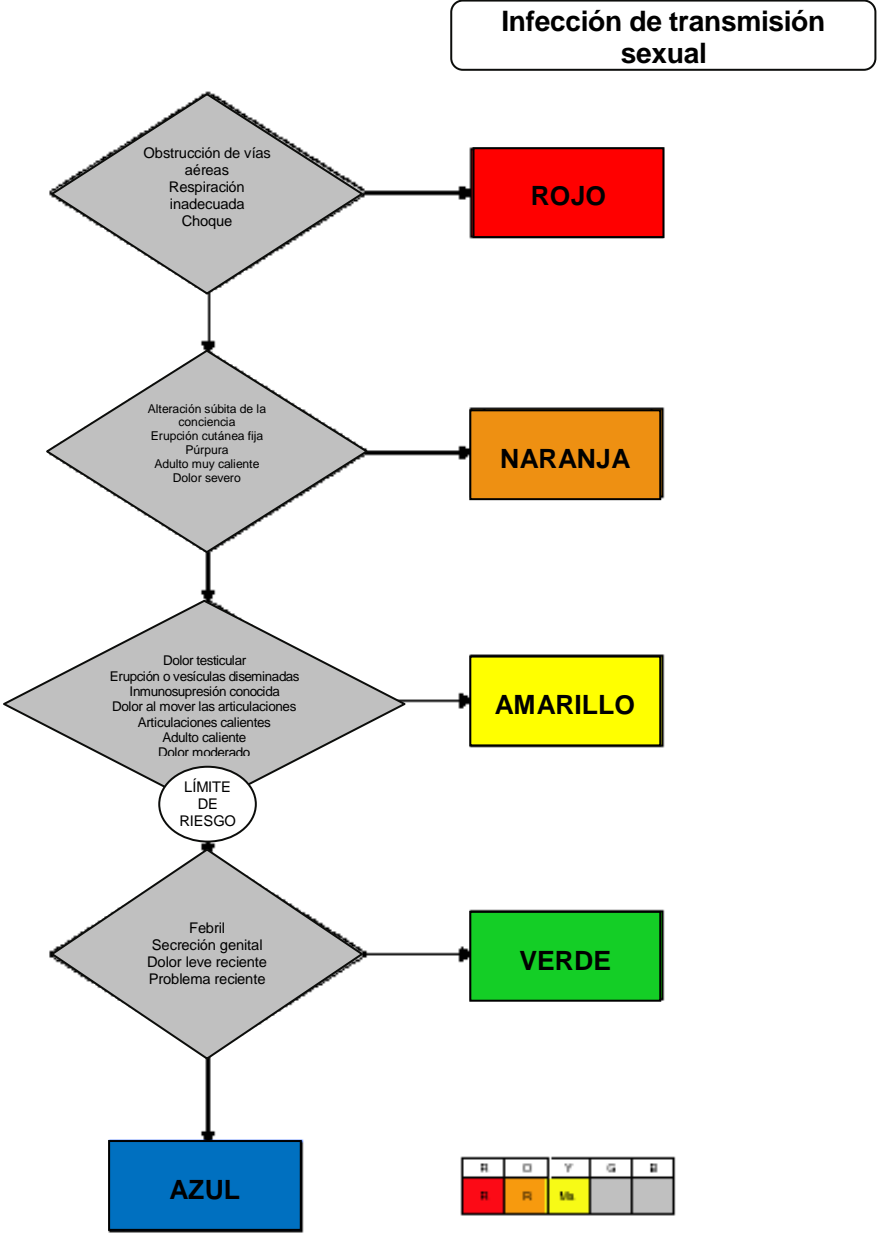 Infección de transmisión
sexual
Obstrucción de vías
aéreas
Respiración
inadecuada
Choque
ROJO
Alteración súbita de la
conciencia
Erupción cutánea fija
Púrpura
Adulto muy caliente
Dolor severo
NARANJA
Dolor testicular
Erupción o vesículas diseminadas
Inmunosupresión conocida
Dolor al mover las articulaciones
Articulaciones calientes
Adulto caliente
Dolor moderado
AMARILLO
LÍMITE
DE
RIESGO
Febril
Secreción genital
Dolor leve reciente
Problema reciente
VERDE
AZUL
R O Y G B
R